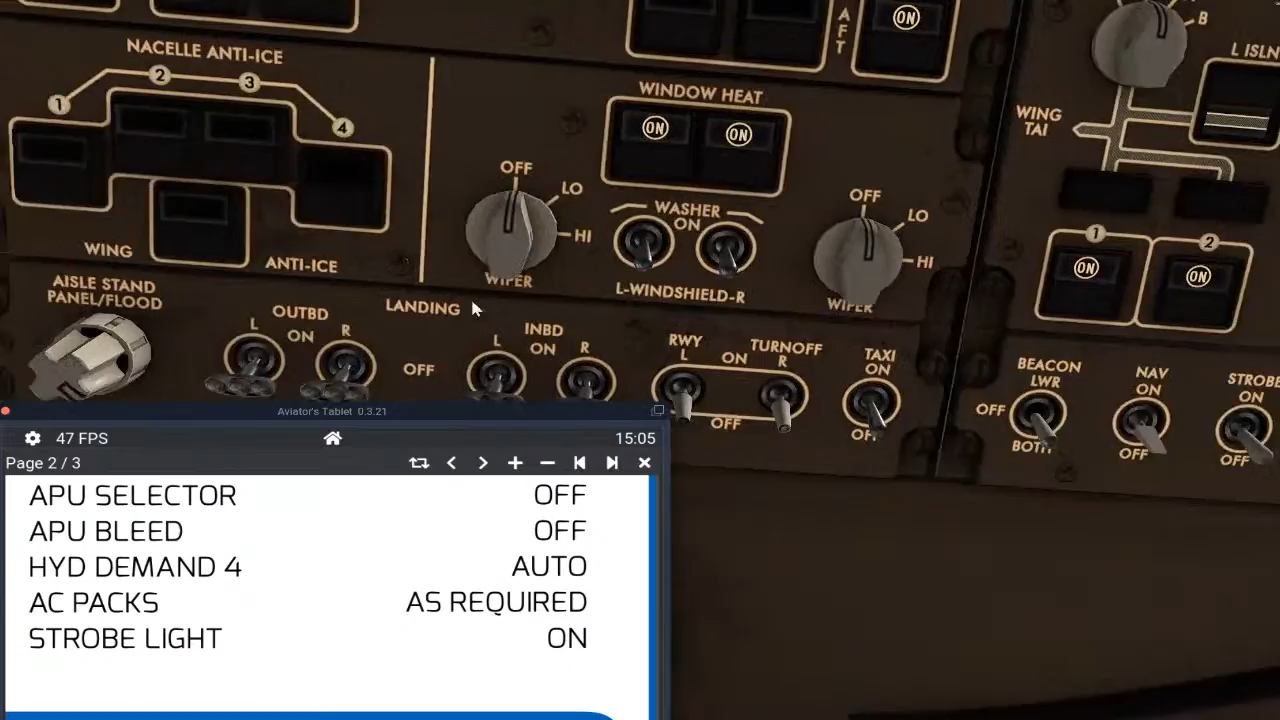 NACELLE ANTI-ICE
1 2 3 4
WING
ANTI-ICE
AISLE STAND
PANEL/FLOOD
OFF
LO
HI
WIPER
WINDOW HEAT
ON ON
WASHER
ON
L-WINDSHIELD-R
OFF
LO
HI
WIPER
AFT
ON
B
L ISLN
WING
TAI
1 2
ON ON
OUTBD
L ON R
LANDING
OFF
INBD
L ON R
RWY TURNOFF
L ON R
OFF
TAXI
ON
OFF
BEACON
LWR
OFF
BOTH
NAV
ON
OFF
STROBE
ON
OFF
Aviator's Tablet 0.3.21
47 FPS 15:05
Page 2 / 3
APU SELECTOR OFF
APU BLEED OFF
HYD DEMAND 4 AUTO
AC PACKS AS REQUIRED
STROBE LIGHT ON